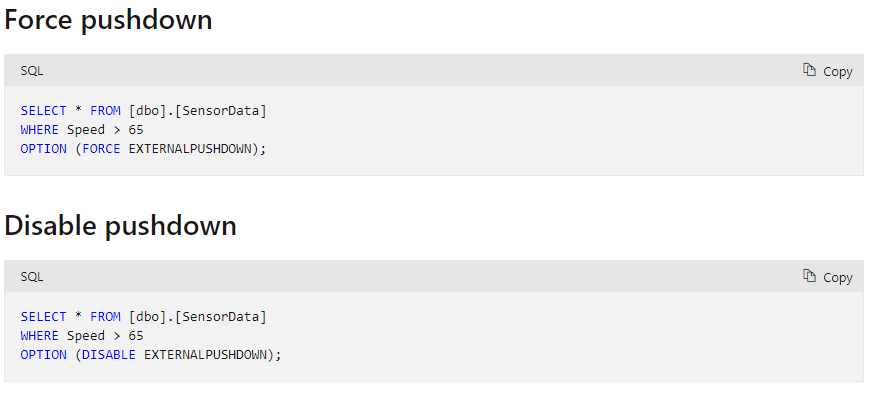 Force pushdown
SQL
Copy
SELECT * FROM [dbo].[SensorData]
WHERE Speed > 65
OPTION (FORCE EXTERNALPUSHDOWN);
Disable pushdown
SQL
Copy
SELECT * FROM [dbo].[SensorData]
WHERE Speed > 65
OPTION (DISABLE EXTERNALPUSHDOWN);